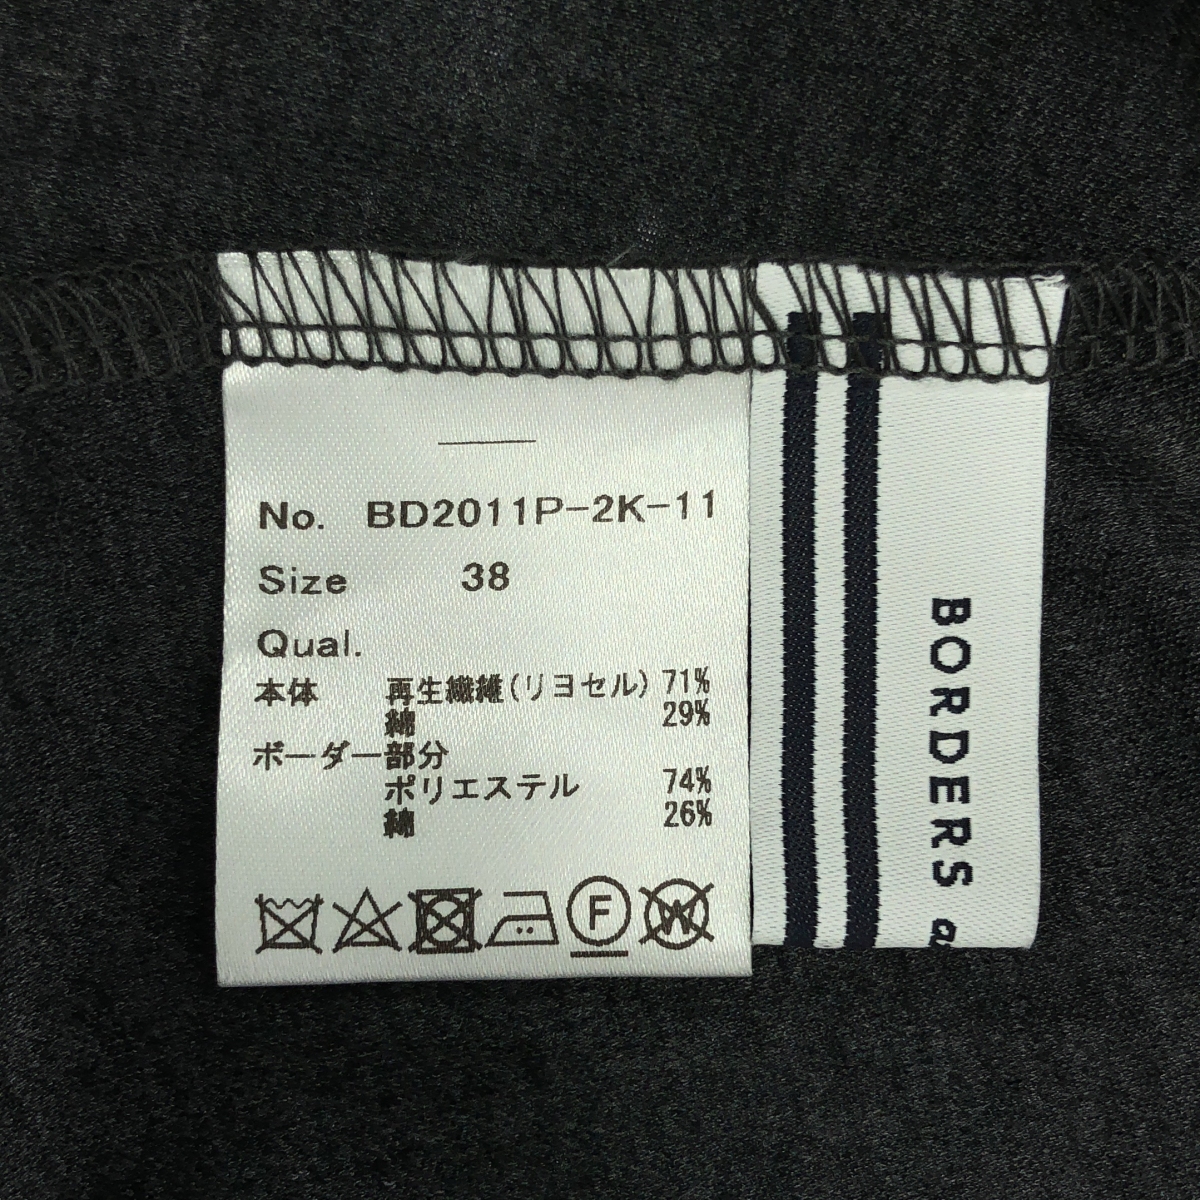 No. BD2011P-2K-11
Size 38
Qual.
本体 再生繊維(リヨセル) 71%
綿 29%
ボーダー部分
ポリエステル 74%
綿 26%
F
W
BORDERS